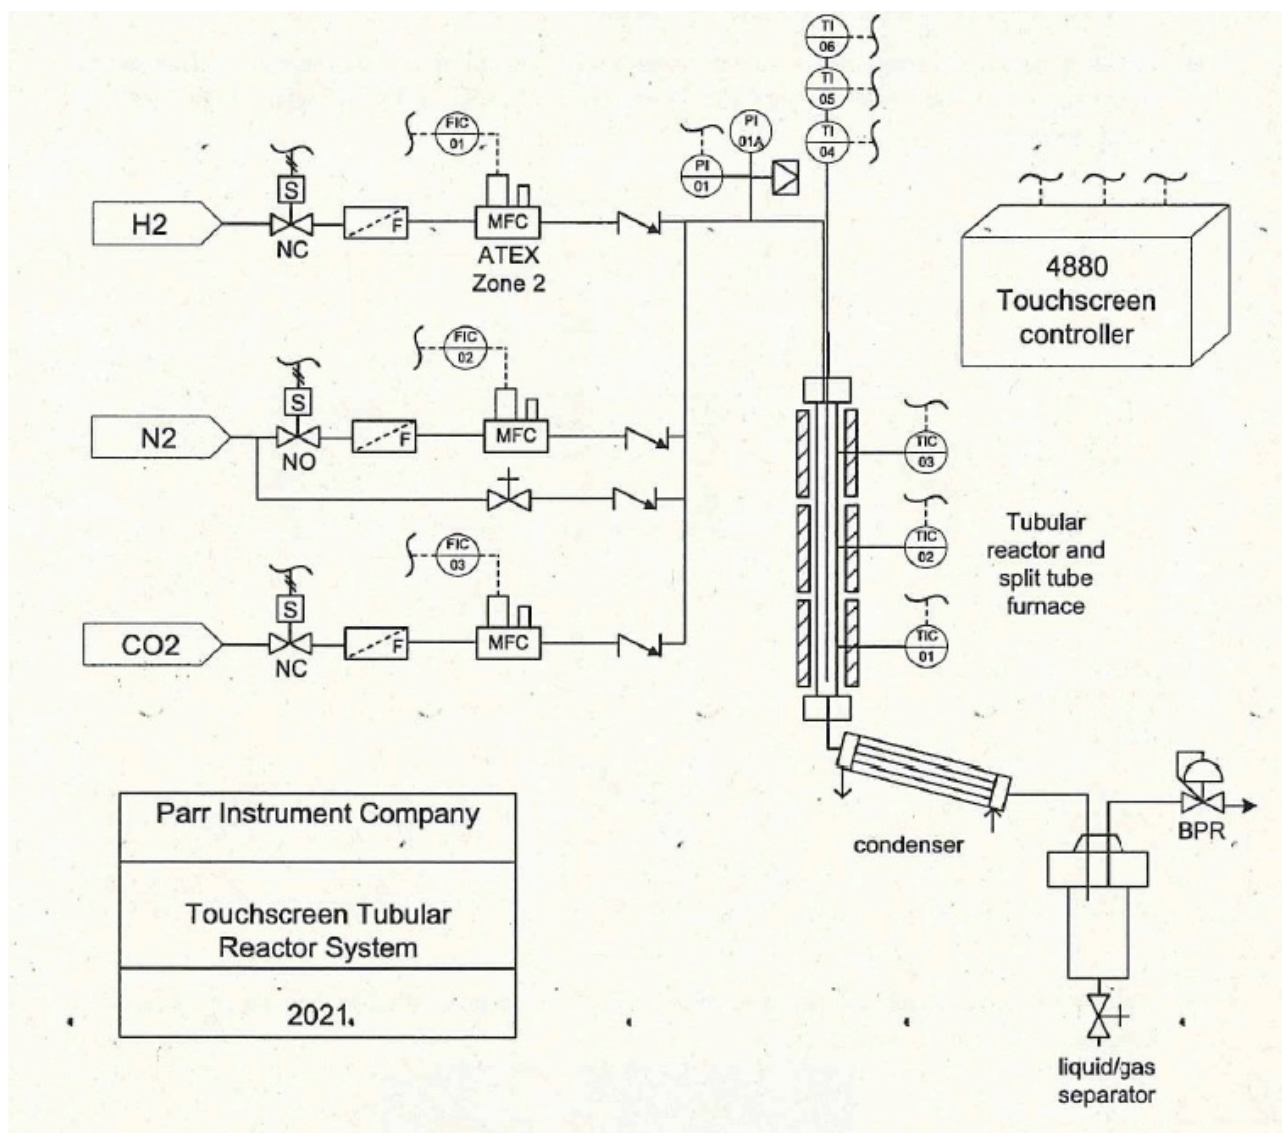 TI
06
TI
05
TI
04
FIC
01
PI
01A
PI
01
H2
S
NC
F
MFC
ATEX
Zone 2
4880
Touchscreen
controller
FIC
02
N2
S
NO
F
MFC
TIC
03
TIC
02
TIC
01
Tubular
reactor and
split tube
furnace
FIC
03
CO2
S
NC
F
MFC
condenser
BPR
liquid/gas
separator
Parr Instrument Company
Touchscreen Tubular
Reactor System
2021